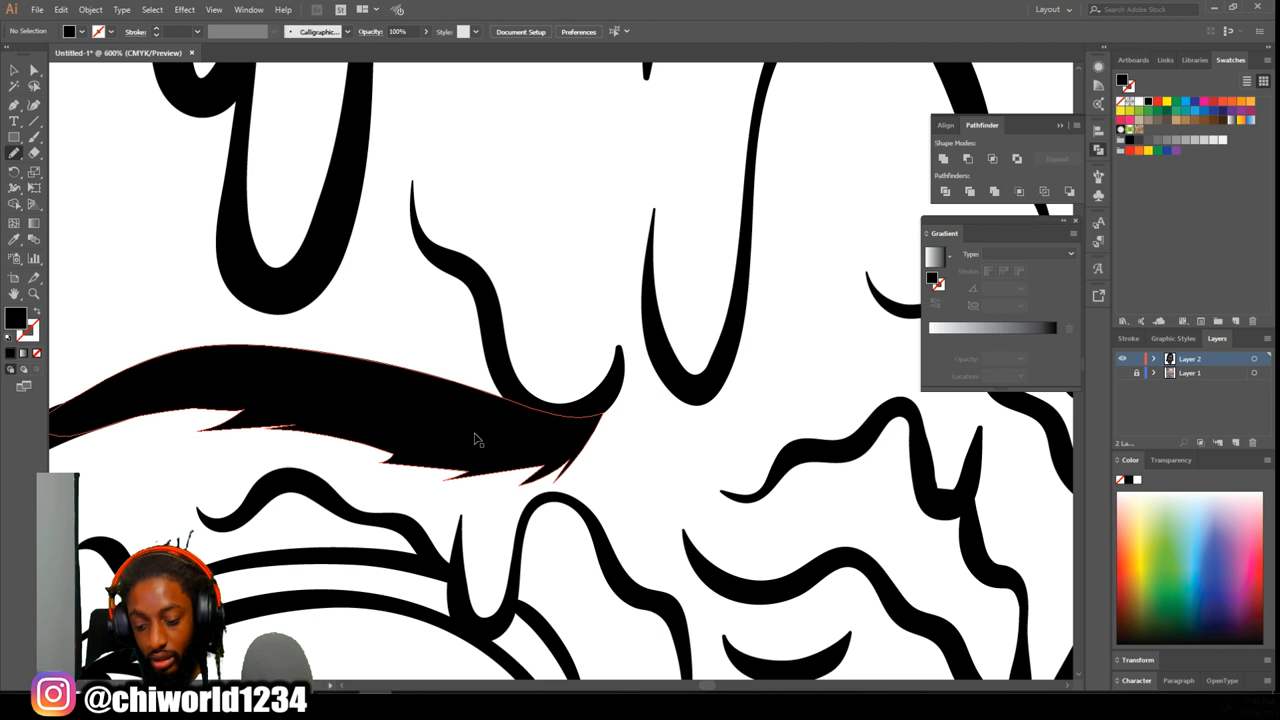 Ai File Edit Object Type Select Effect View Window Help Br St Layout Search Adobe Stock
No Selection Stroke: Calligraphic... Opacity: 100% Style: Document Setup Preferences
Untitled-1* @ 600% (CMYK/Preview) ×
Artboards Links Libraries Swatches
Align Pathfinder
Shape Modes:
Expand
Pathfinders:
Gradient
Type:
Stroke:
Opacity:
Location:
Stroke Graphic Styles Layers
Layer 2
Layer 1
2 La...
Color Transparency
Transform
Character Paragraph OpenType
@chiworld1234